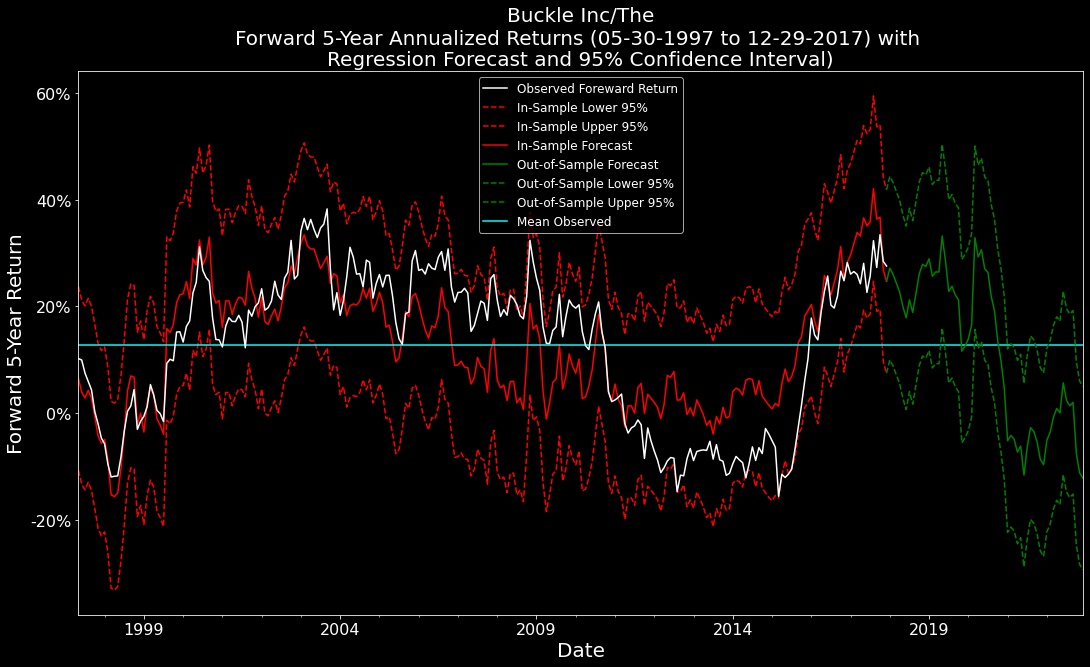 Buckle Inc/The
Forward 5-Year Annualized Returns (05-30-1997 to 12-29-2017) with
Regression Forecast and 95% Confidence Interval)
Observed Foreward Return
In-Sample Lower 95%
In-Sample Upper 95%
In-Sample Forecast
Out-of-Sample Forecast
Out-of-Sample Lower 95%
Out-of-Sample Upper 95%
Mean Observed
Forward 5-Year Return
60%
40%
20%
0%
-20%
1999 2004 2009 2014 2019
Date